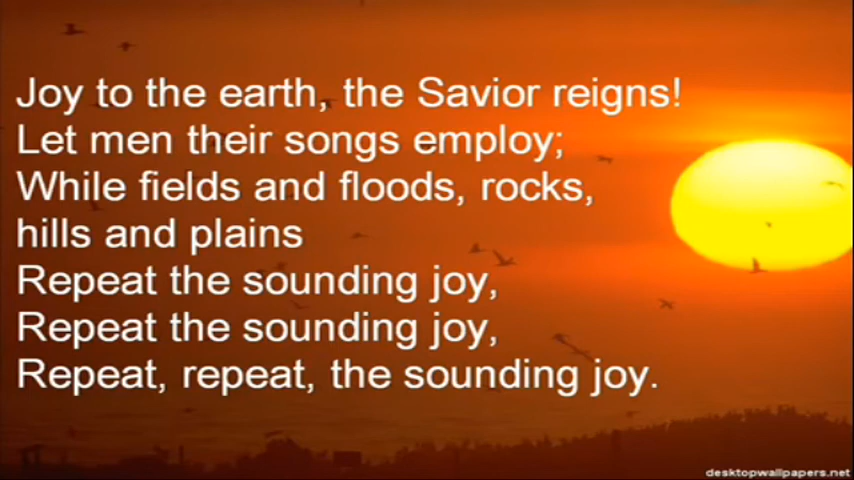 Joy to the earth, the Savior reigns!
Let men their songs employ;
While fields and floods, rocks,
hills and plains
Repeat the sounding joy,
Repeat the sounding joy,
Repeat, repeat, the sounding joy.
desktopwallpapers.net